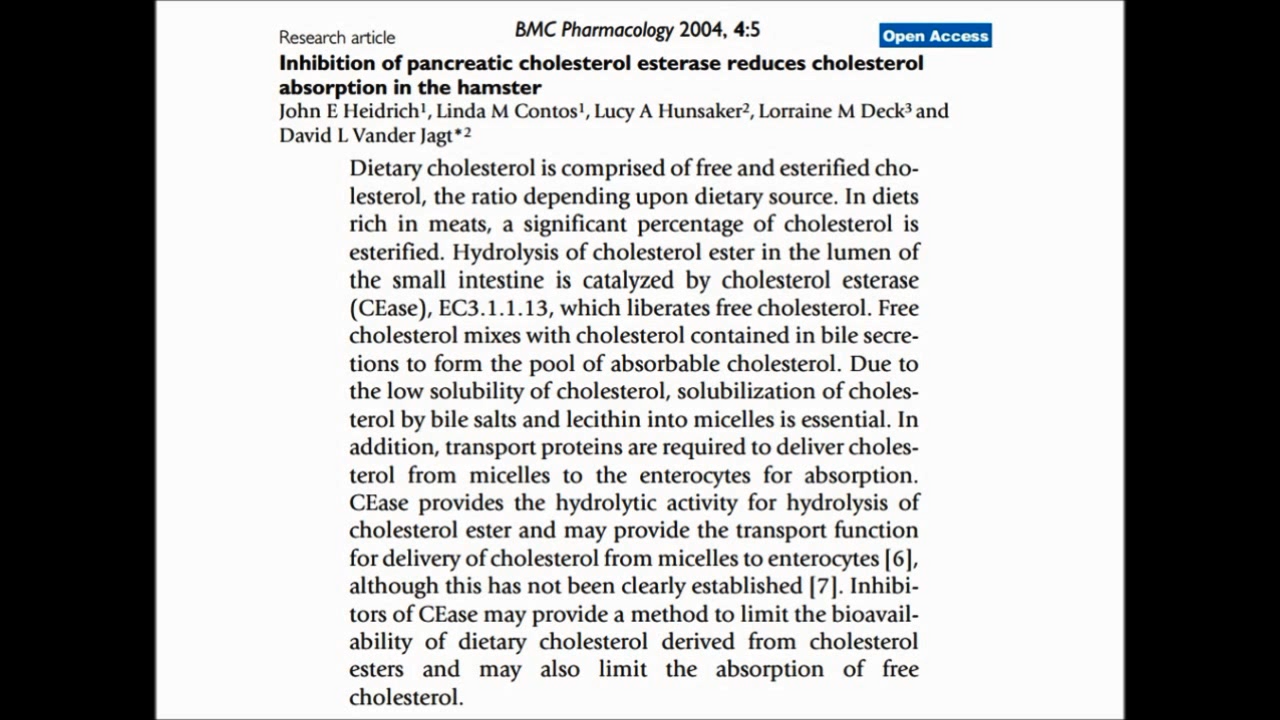 Research article
BMC Pharmacology 2004, 4:5
Open Access
Inhibition of pancreatic cholesterol esterase reduces cholesterol
absorption in the hamster
John E Heidrich¹, Linda M Contos¹, Lucy A Hunsaker², Lorraine M Deck³ and
David L Vander Jagt*²
Dietary cholesterol is comprised of free and esterified cho-
lesterol, the ratio depending upon dietary source. In diets
rich in meats, a significant percentage of cholesterol is
esterified. Hydrolysis of cholesterol ester in the lumen of
the small intestine is catalyzed by cholesterol esterase
(CEase), EC3.1.1.13, which liberates free cholesterol. Free
cholesterol mixes with cholesterol contained in bile secre-
tions to form the pool of absorbable cholesterol. Due to
the low solubility of cholesterol, solubilization of choles-
terol by bile salts and lecithin into micelles is essential. In
addition, transport proteins are required to deliver choles-
terol from micelles to the enterocytes for absorption.
CEase provides the hydrolytic activity for hydrolysis of
cholesterol ester and may provide the transport function
for delivery of cholesterol from micelles to enterocytes [6],
although this has not been clearly established [7]. Inhibi-
tors of CEase may provide a method to limit the bioavail-
ability of dietary cholesterol derived from cholesterol
esters and may also limit the absorption of free
cholesterol.